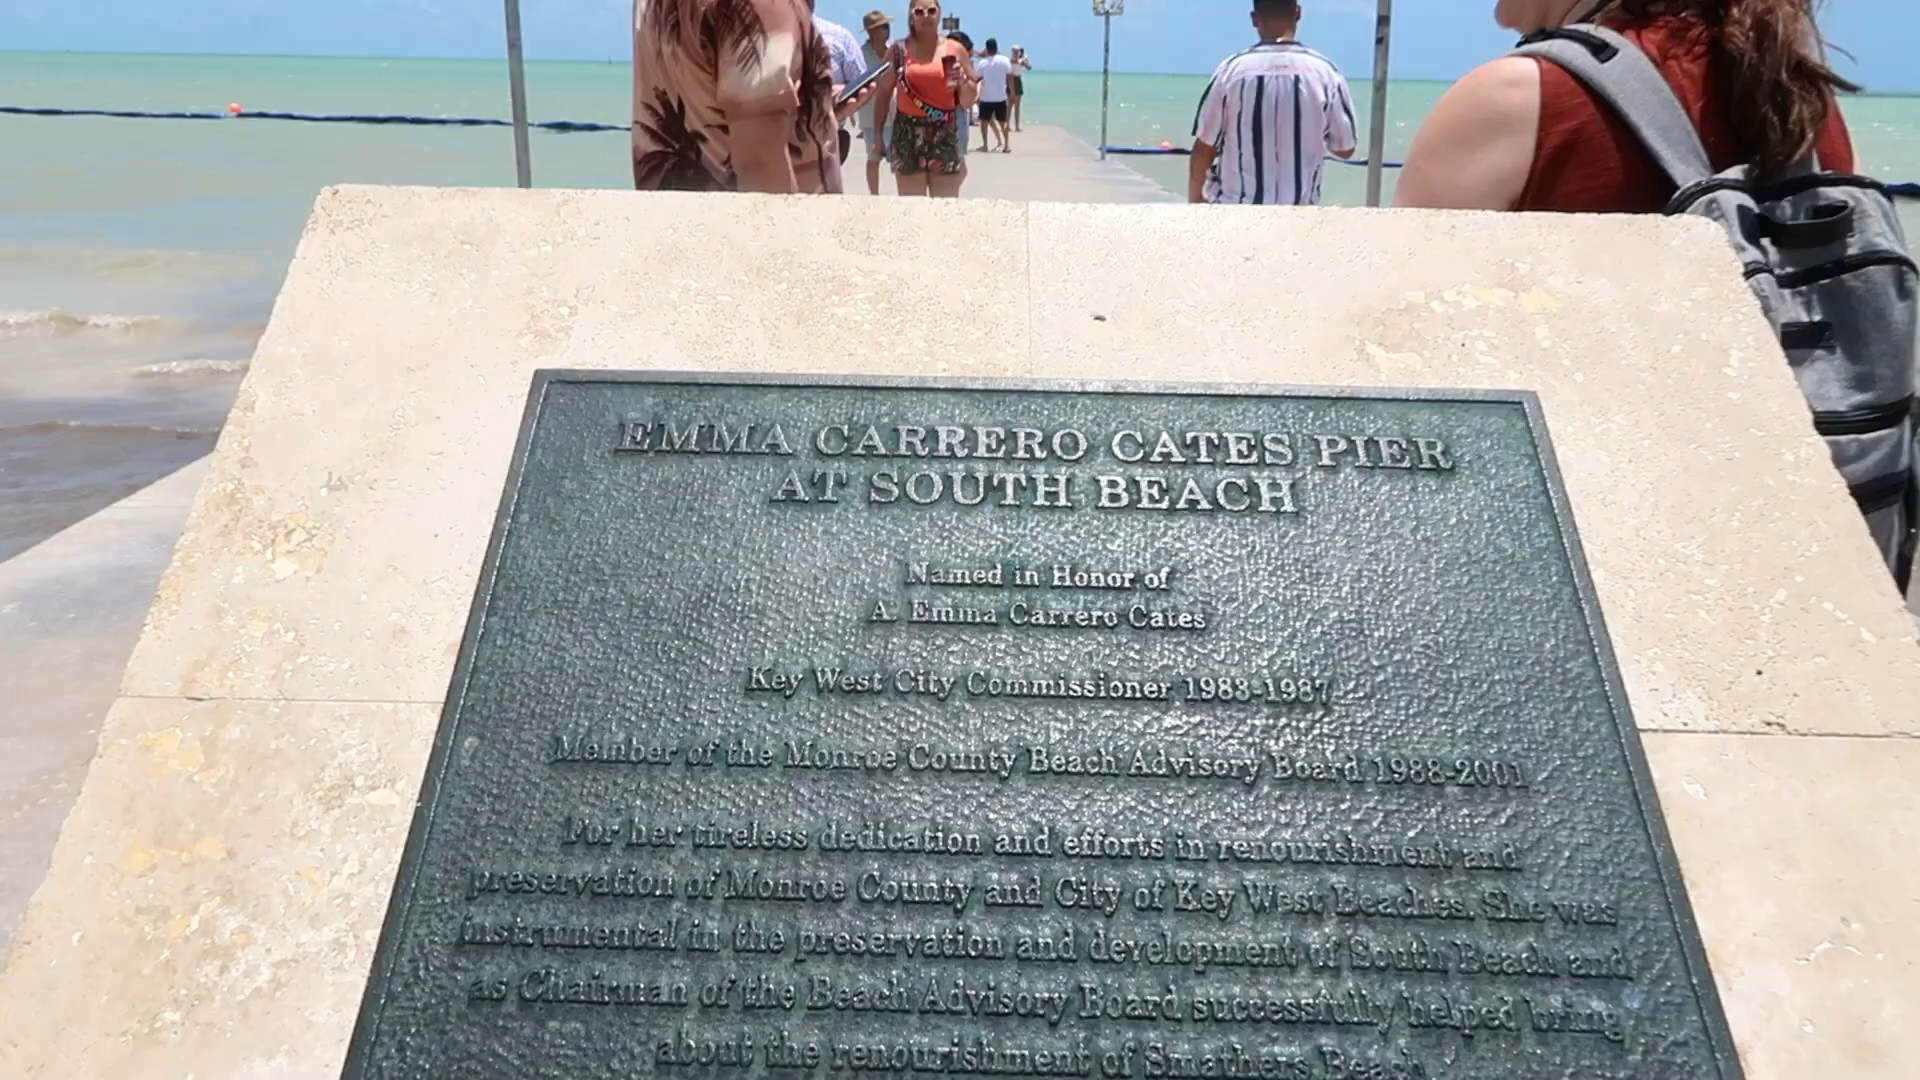 EMMA CARRERO CATES PIER
AT SOUTH BEACH
Named in Honor of
A. Emma Carrero Cates
Key West City Commissioner 1983-1987
Member of the Monroe County Beach Advisory Board 1988-2001
For her tireless dedication and efforts in renourishment and
preservation of Monroe County and City of Key West Beaches. She was
instrumental in the preservation and development of South Beach and
as Chairman of the Beach Advisory Board successfully helped bring
about the renourishment of Smathers Beach